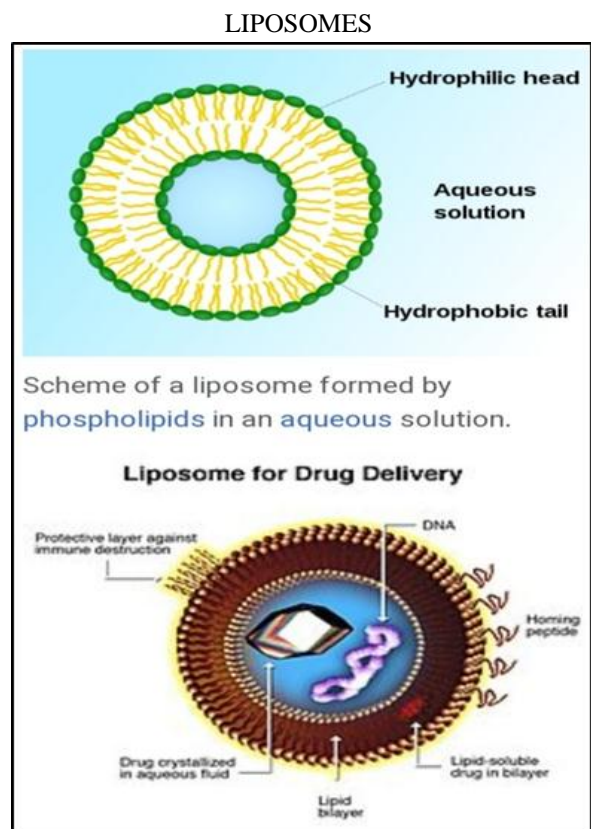 LIPOSOMES
Hydrophilic head
Aqueous
solution
Hydrophobic tail
Scheme of a liposome formed by
phospholipids in an aqueous solution.
Liposome for Drug Delivery
Protective layer against
immune destruction
DNA
Homing
peptide
Drug crystallized
in aqueous fluid
Lipid
bilayer
Lipid-soluble
drug in bilayer